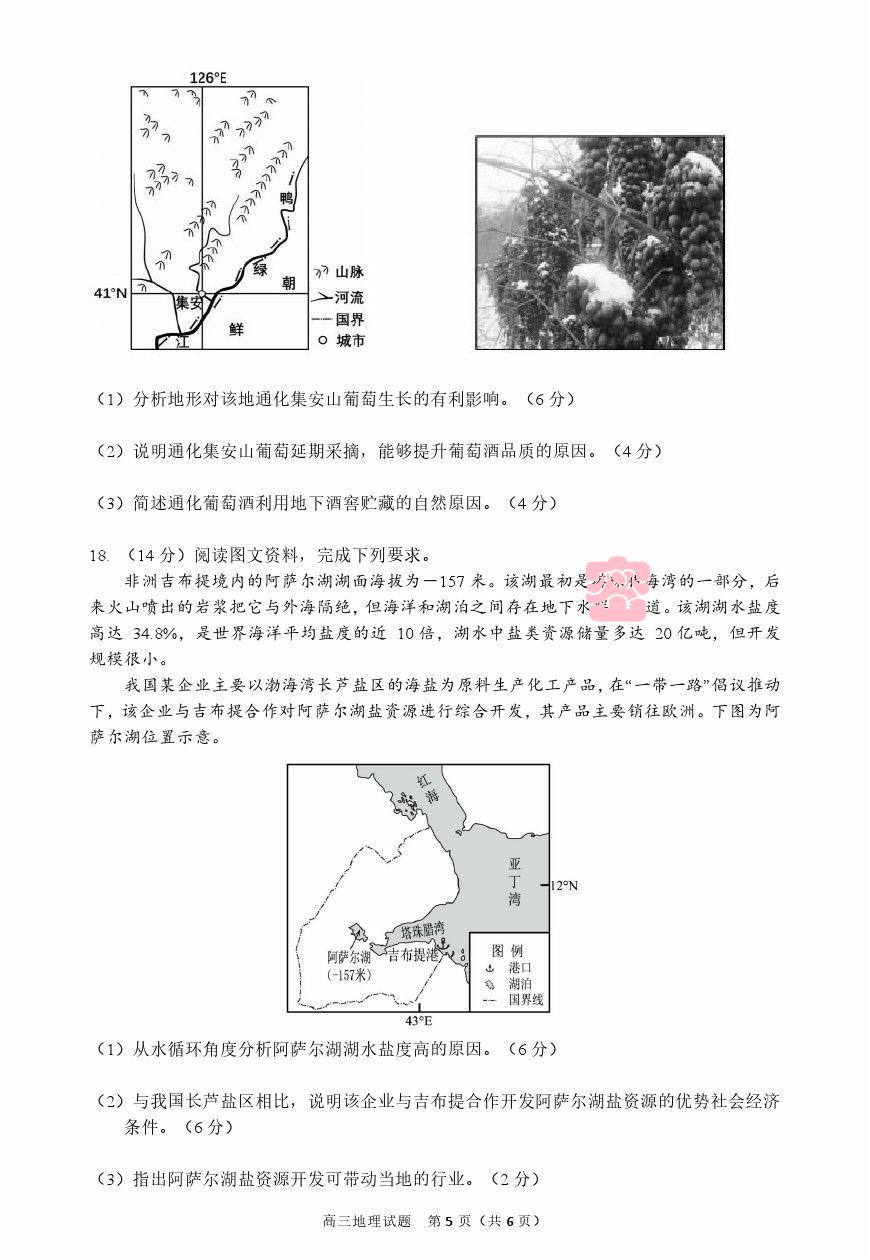 126°E
鸭
绿
朝
41°N
集安
鲜
江
山脉
河流
国界
城市
（1）分析地形对该地通化集安山葡萄生长的有利影响。（6 分）
（2）说明通化集安山葡萄延期采摘，能够提升葡萄酒品质的原因。（4 分）
（3）简述通化葡萄酒利用地下酒窖贮藏的自然原因。（4 分）
18. （14 分）阅读图文资料，完成下列要求。
非洲吉布提境内的阿萨尔湖湖面海拔为－157 米。该湖最初是 海湾的一部分，后
来火山喷出的岩浆把它与外海隔绝，但海洋和湖泊之间存在地下水 道。该湖湖水盐度
高达 34.8%，是世界海洋平均盐度的近 10 倍，湖水中盐类资源储量多达 20 亿吨，但开发
规模很小。
我国某企业主要以渤海湾长芦盐区的海盐为原料生产化工产品，在“一带一路”倡议推动
下，该企业与吉布提合作对阿萨尔湖盐资源进行综合开发，其产品主要销往欧洲。下图为阿
萨尔湖位置示意。
红
海
亚
丁
湾
12°N
塔珠腊湾
阿萨尔湖
(-157米)
吉布提港
图 例
港口
湖泊
国界线
43°E
（1）从水循环角度分析阿萨尔湖湖水盐度高的原因。（6 分）
（2）与我国长芦盐区相比，说明该企业与吉布提合作开发阿萨尔湖盐资源的优势社会经济
条件。（6 分）
（3）指出阿萨尔湖盐资源开发可带动当地的行业。（2 分）
高三地理试题 第 5 页（共 6 页）